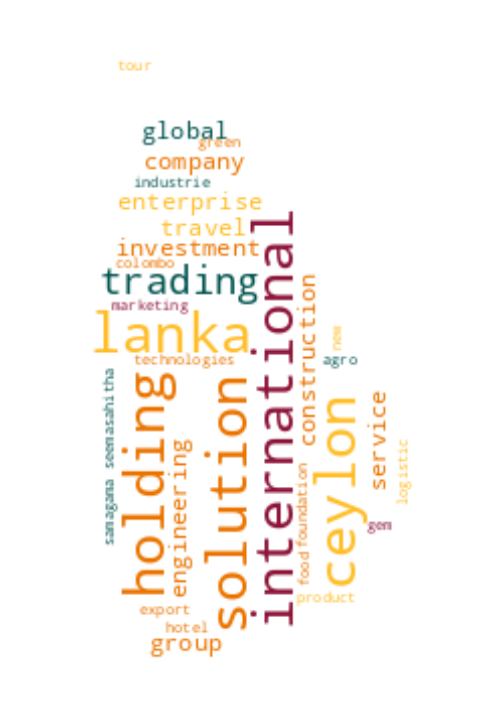 tour
global
green
company
industrie
enterprise
travel
investment
colombo
trading
marketing
lanka
technologies
international
construction
new
agro
holding
solution
ceylon
service
samagama seemasahitha
engineering
logistic
food
foundation
gem
product
export
hotel
group